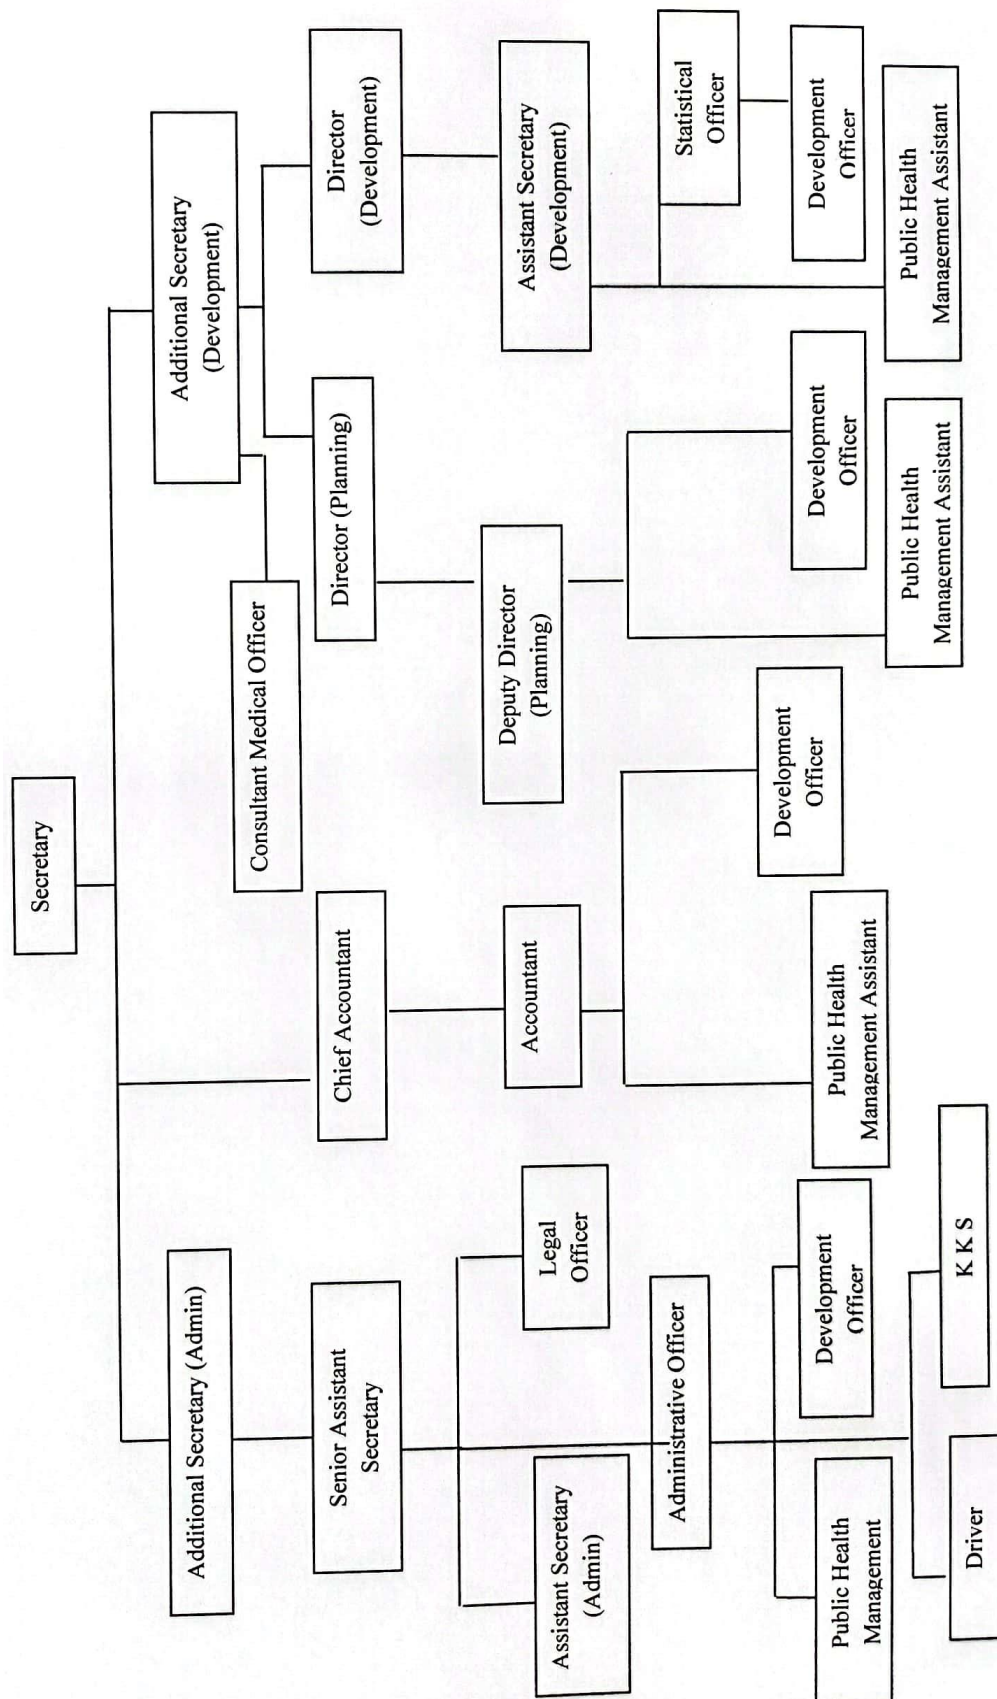 Secretary
Additional Secretary (Admin)
Additional Secretary
(Development)
Consultant Medical Officer
Senior Assistant
Secretary
Chief Accountant
Director (Planning)
Director
(Development)
Assistant Secretary
(Admin)
Legal
Officer
Accountant
Deputy Director
(Planning)
Assistant Secretary
(Development)
Administrative Officer
Statistical
Officer
Public Health
Management
Development
Officer
Public Health
Management Assistant
Development
Officer
Public Health
Management Assistant
Development
Officer
Public Health
Management Assistant
Development
Officer
Driver
K K S